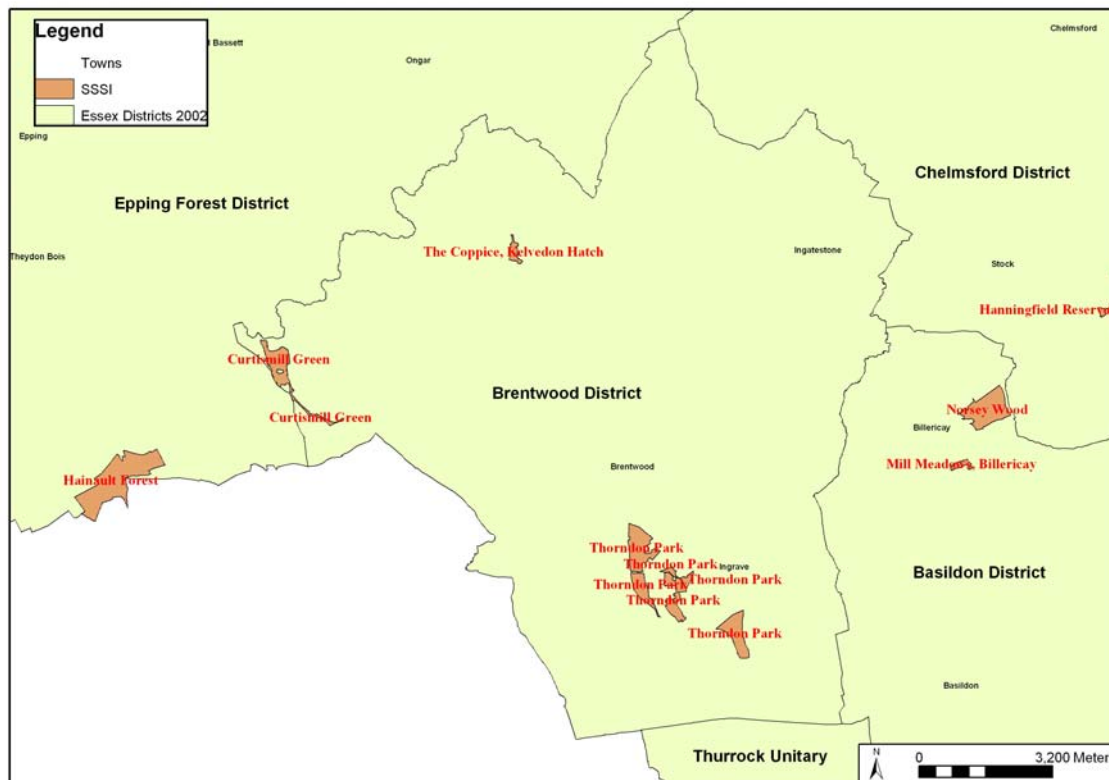 Legend
Towns
SSSI
Essex Districts 2002
Bassett
Ongar
Chelmsford
Epping
Chelmsford District
Epping Forest District
The Coppice, Kelvedon Hatch
Ingatestone
Theydon Bois
Stock
Hanningfield Reserv
Curtismill Green
Brentwood District
Norsey Wood
Curtismill Green
Billericay
Brentwood
Mill Meadows, Billericay
Hainault Forest
Thorndon Park
Thorndon Park
Ingrave
Thorndon Park
Thorndon Park
Thorndon Park
Basildon District
Thorndon Park
Basildon
Thurrock Unitary
N
0 3,200 Meter